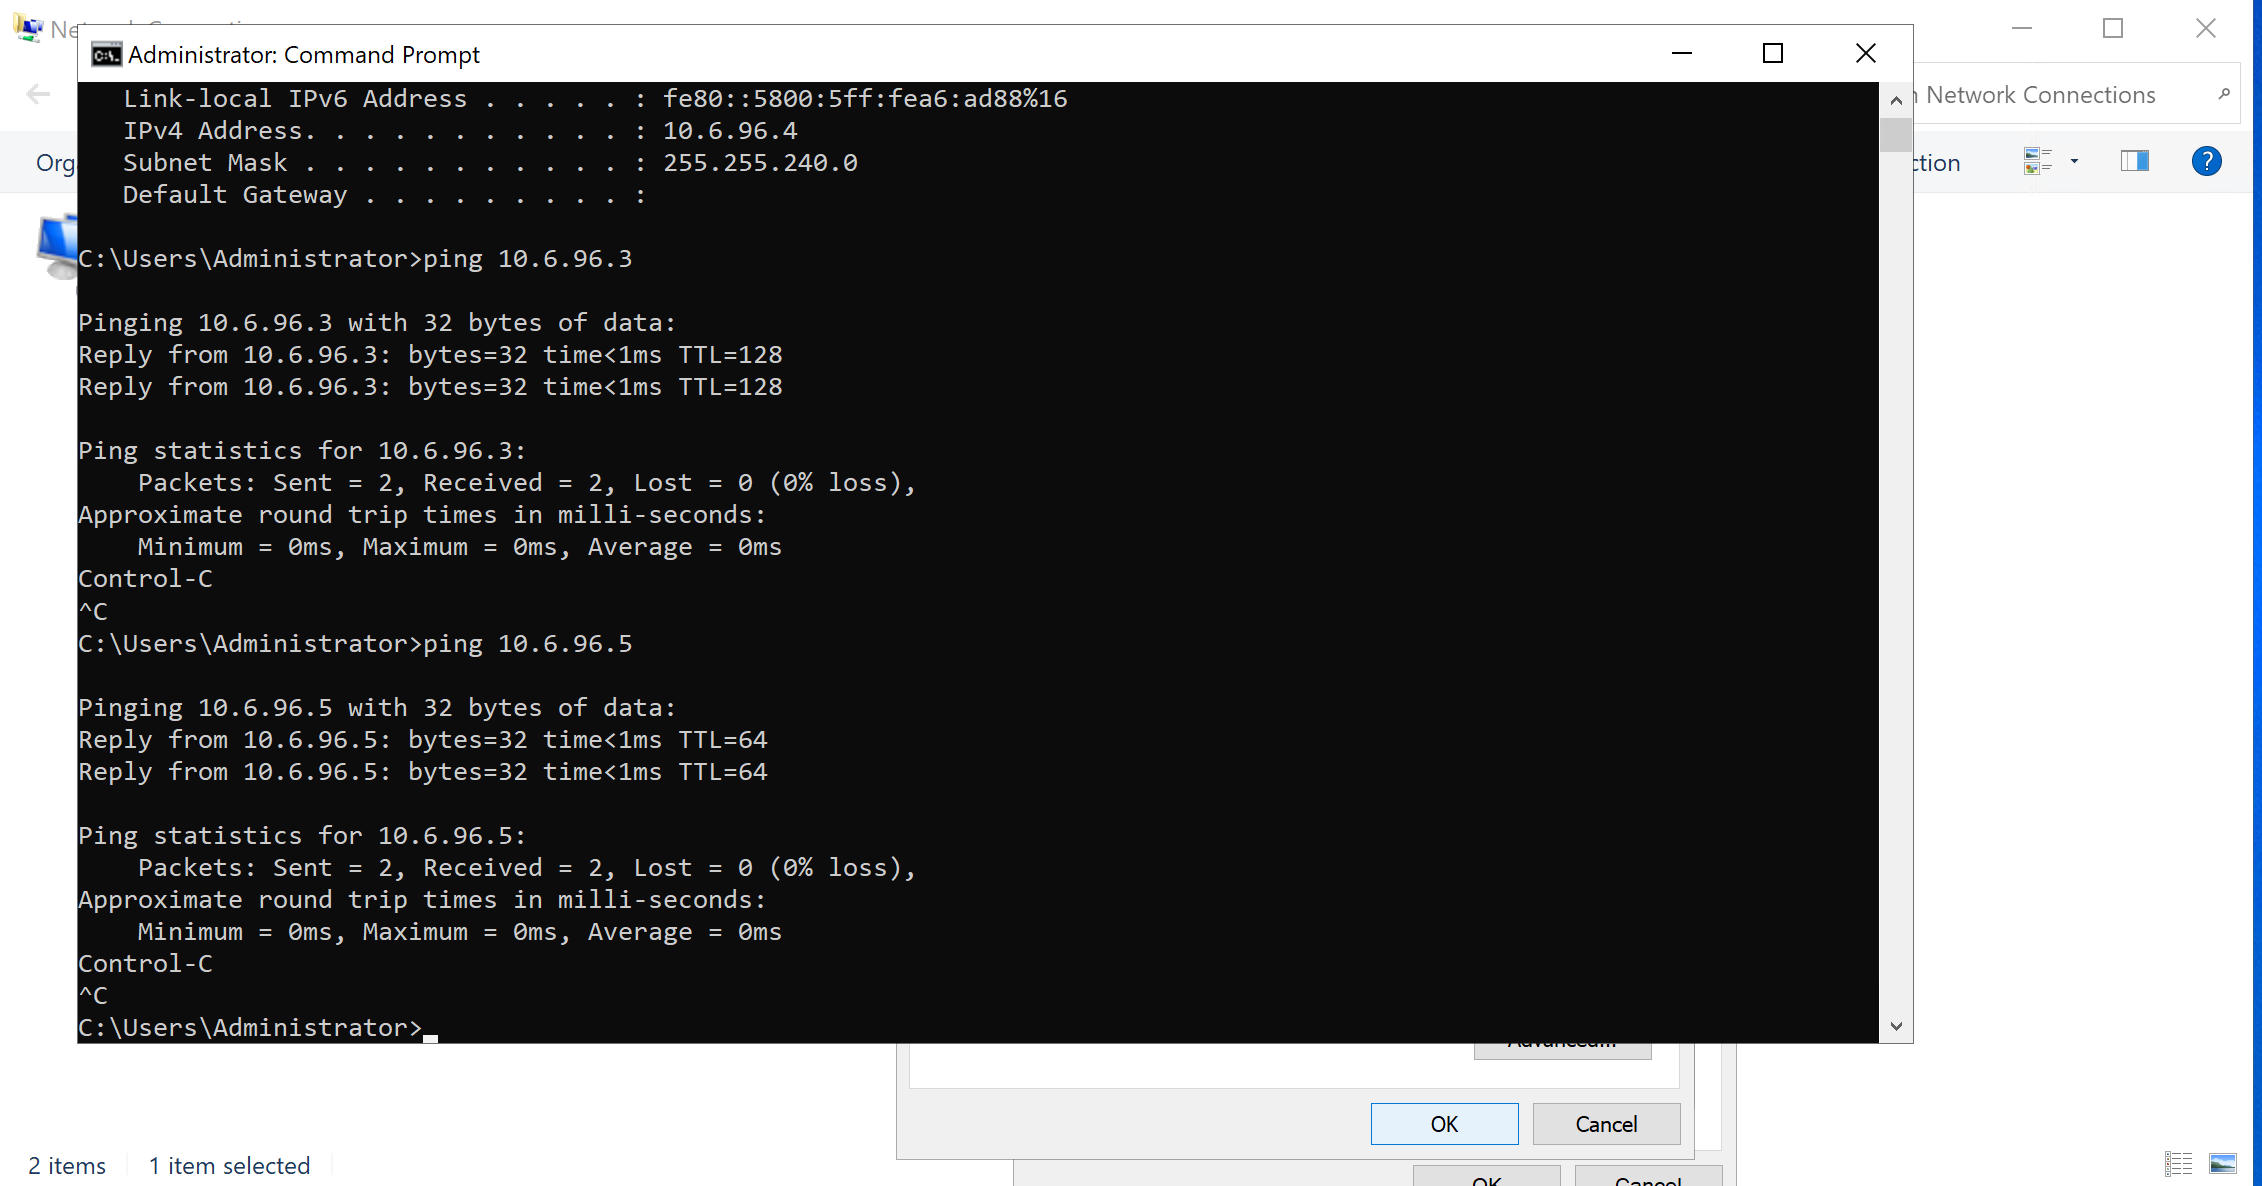 Administrator: Command Prompt
Network Connections
Link-local IPv6 Address . . . . . : fe80::5800:5ff:fea6:ad88%16
IPv4 Address. . . . . . . . . . . : 10.6.96.4
Subnet Mask . . . . . . . . . . . : 255.255.240.0
Default Gateway . . . . . . . . . :
C:\Users\Administrator>ping 10.6.96.3
Pinging 10.6.96.3 with 32 bytes of data:
Reply from 10.6.96.3: bytes=32 time<1ms TTL=128
Reply from 10.6.96.3: bytes=32 time<1ms TTL=128
Ping statistics for 10.6.96.3:
Packets: Sent = 2, Received = 2, Lost = 0 (0% loss),
Approximate round trip times in milli-seconds:
Minimum = 0ms, Maximum = 0ms, Average = 0ms
Control-C
^C
C:\Users\Administrator>ping 10.6.96.5
Pinging 10.6.96.5 with 32 bytes of data:
Reply from 10.6.96.5: bytes=32 time<1ms TTL=64
Reply from 10.6.96.5: bytes=32 time<1ms TTL=64
Ping statistics for 10.6.96.5:
Packets: Sent = 2, Received = 2, Lost = 0 (0% loss),
Approximate round trip times in milli-seconds:
Minimum = 0ms, Maximum = 0ms, Average = 0ms
Control-C
^C
C:\Users\Administrator>
Advanced...
OK Cancel
2 items 1 item selected
OK Cancel